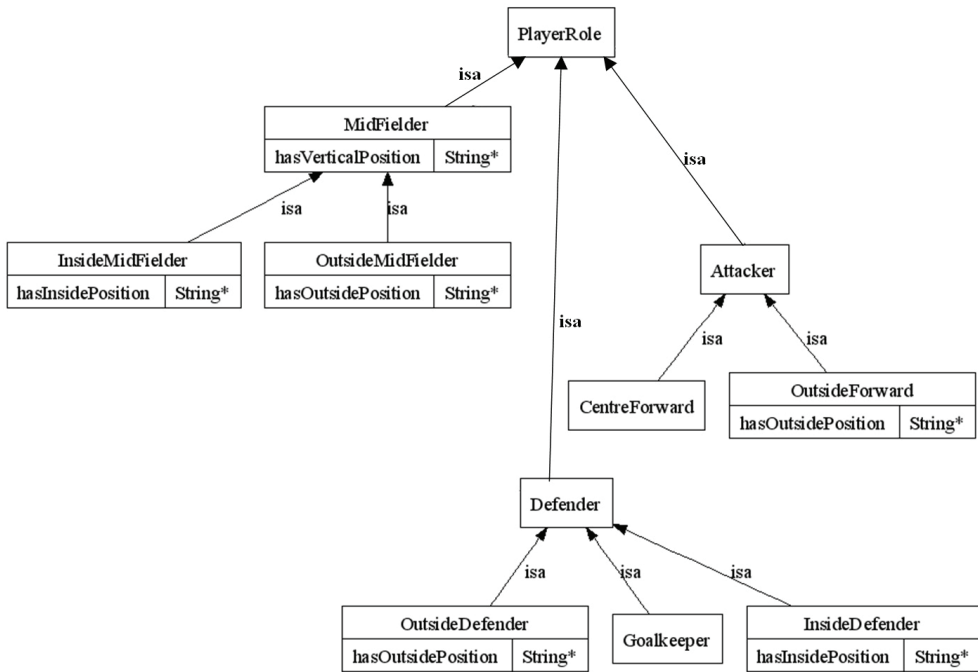 PlayerRole
isa
MidFielder
hasVerticalPosition String*
isa
isa
isa
InsideMidFielder
hasInsidePosition String*
OutsideMidFielder
hasOutsidePosition String*
Attacker
isa
isa
isa
CentreForward
OutsideForward
hasOutsidePosition String*
Defender
isa
isa
isa
OutsideDefender
hasOutsidePosition String*
Goalkeeper
InsideDefender
hasInsidePosition String*